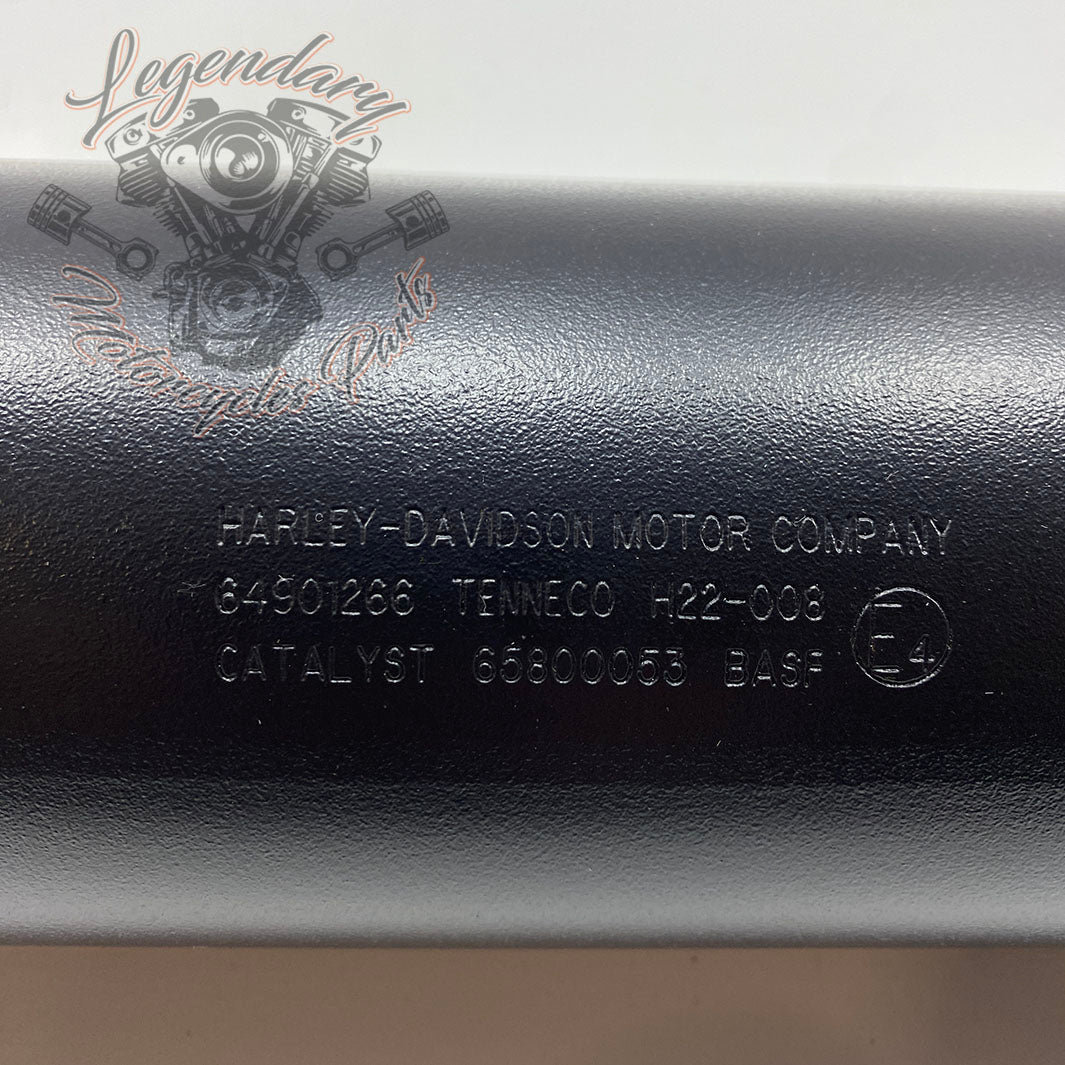 Legendary
Motorcycles Parts
HARLEY-DAVIDSON MOTOR COMPANY
64901266 TENNECO H22-008
CATALYST 65800053 BASF
E4